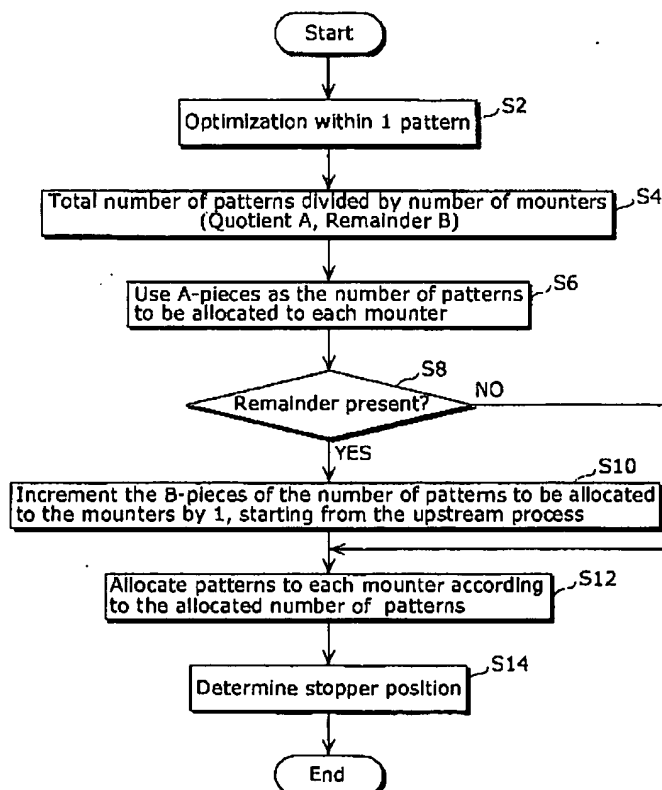 Start
S2
Optimization within 1 pattern
S4
Total number of patterns divided by number of mounters
(Quotient A, Remainder B)
S6
Use A-pieces as the number of patterns
to be allocated to each mounter
S8
Remainder present?
NO
YES
S10
Increment the B-pieces of the number of patterns to be allocated
to the mounters by 1, starting from the upstream process
S12
Allocate patterns to each mounter according
to the allocated number of patterns
S14
Determine stopper position
End